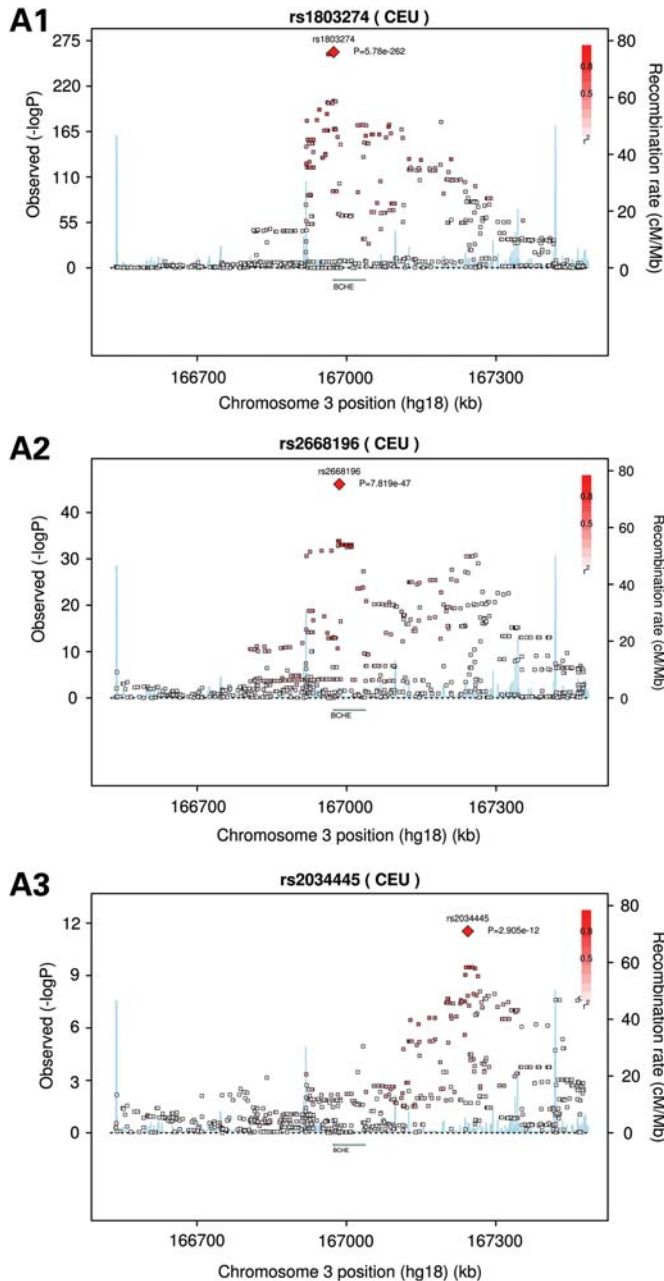 A1
rs1803274 ( CEU )
275
220
165
110
55
0
Observed (-logP)
rs1803274
P=5.78e-262
0.8
0.5
r2
80
60
40
20
0
Recombination rate (cM/Mb)
BCHE
166700 167000 167300
Chromosome 3 position (hg18) (kb)
A2
rs2668196 ( CEU )
40
30
20
10
0
Observed (-logP)
rs2668196
P=7.819e-47
0.8
0.5
r2
80
60
40
20
0
Recombination rate (cM/Mb)
BCHE
166700 167000 167300
Chromosome 3 position (hg18) (kb)
A3
rs2034445 ( CEU )
12
9
6
3
0
Observed (-logP)
rs2034445
P=2.905e-12
0.8
0.5
r2
80
60
40
20
0
Recombination rate (cM/Mb)
BCHE
166700 167000 167300
Chromosome 3 position (hg18) (kb)